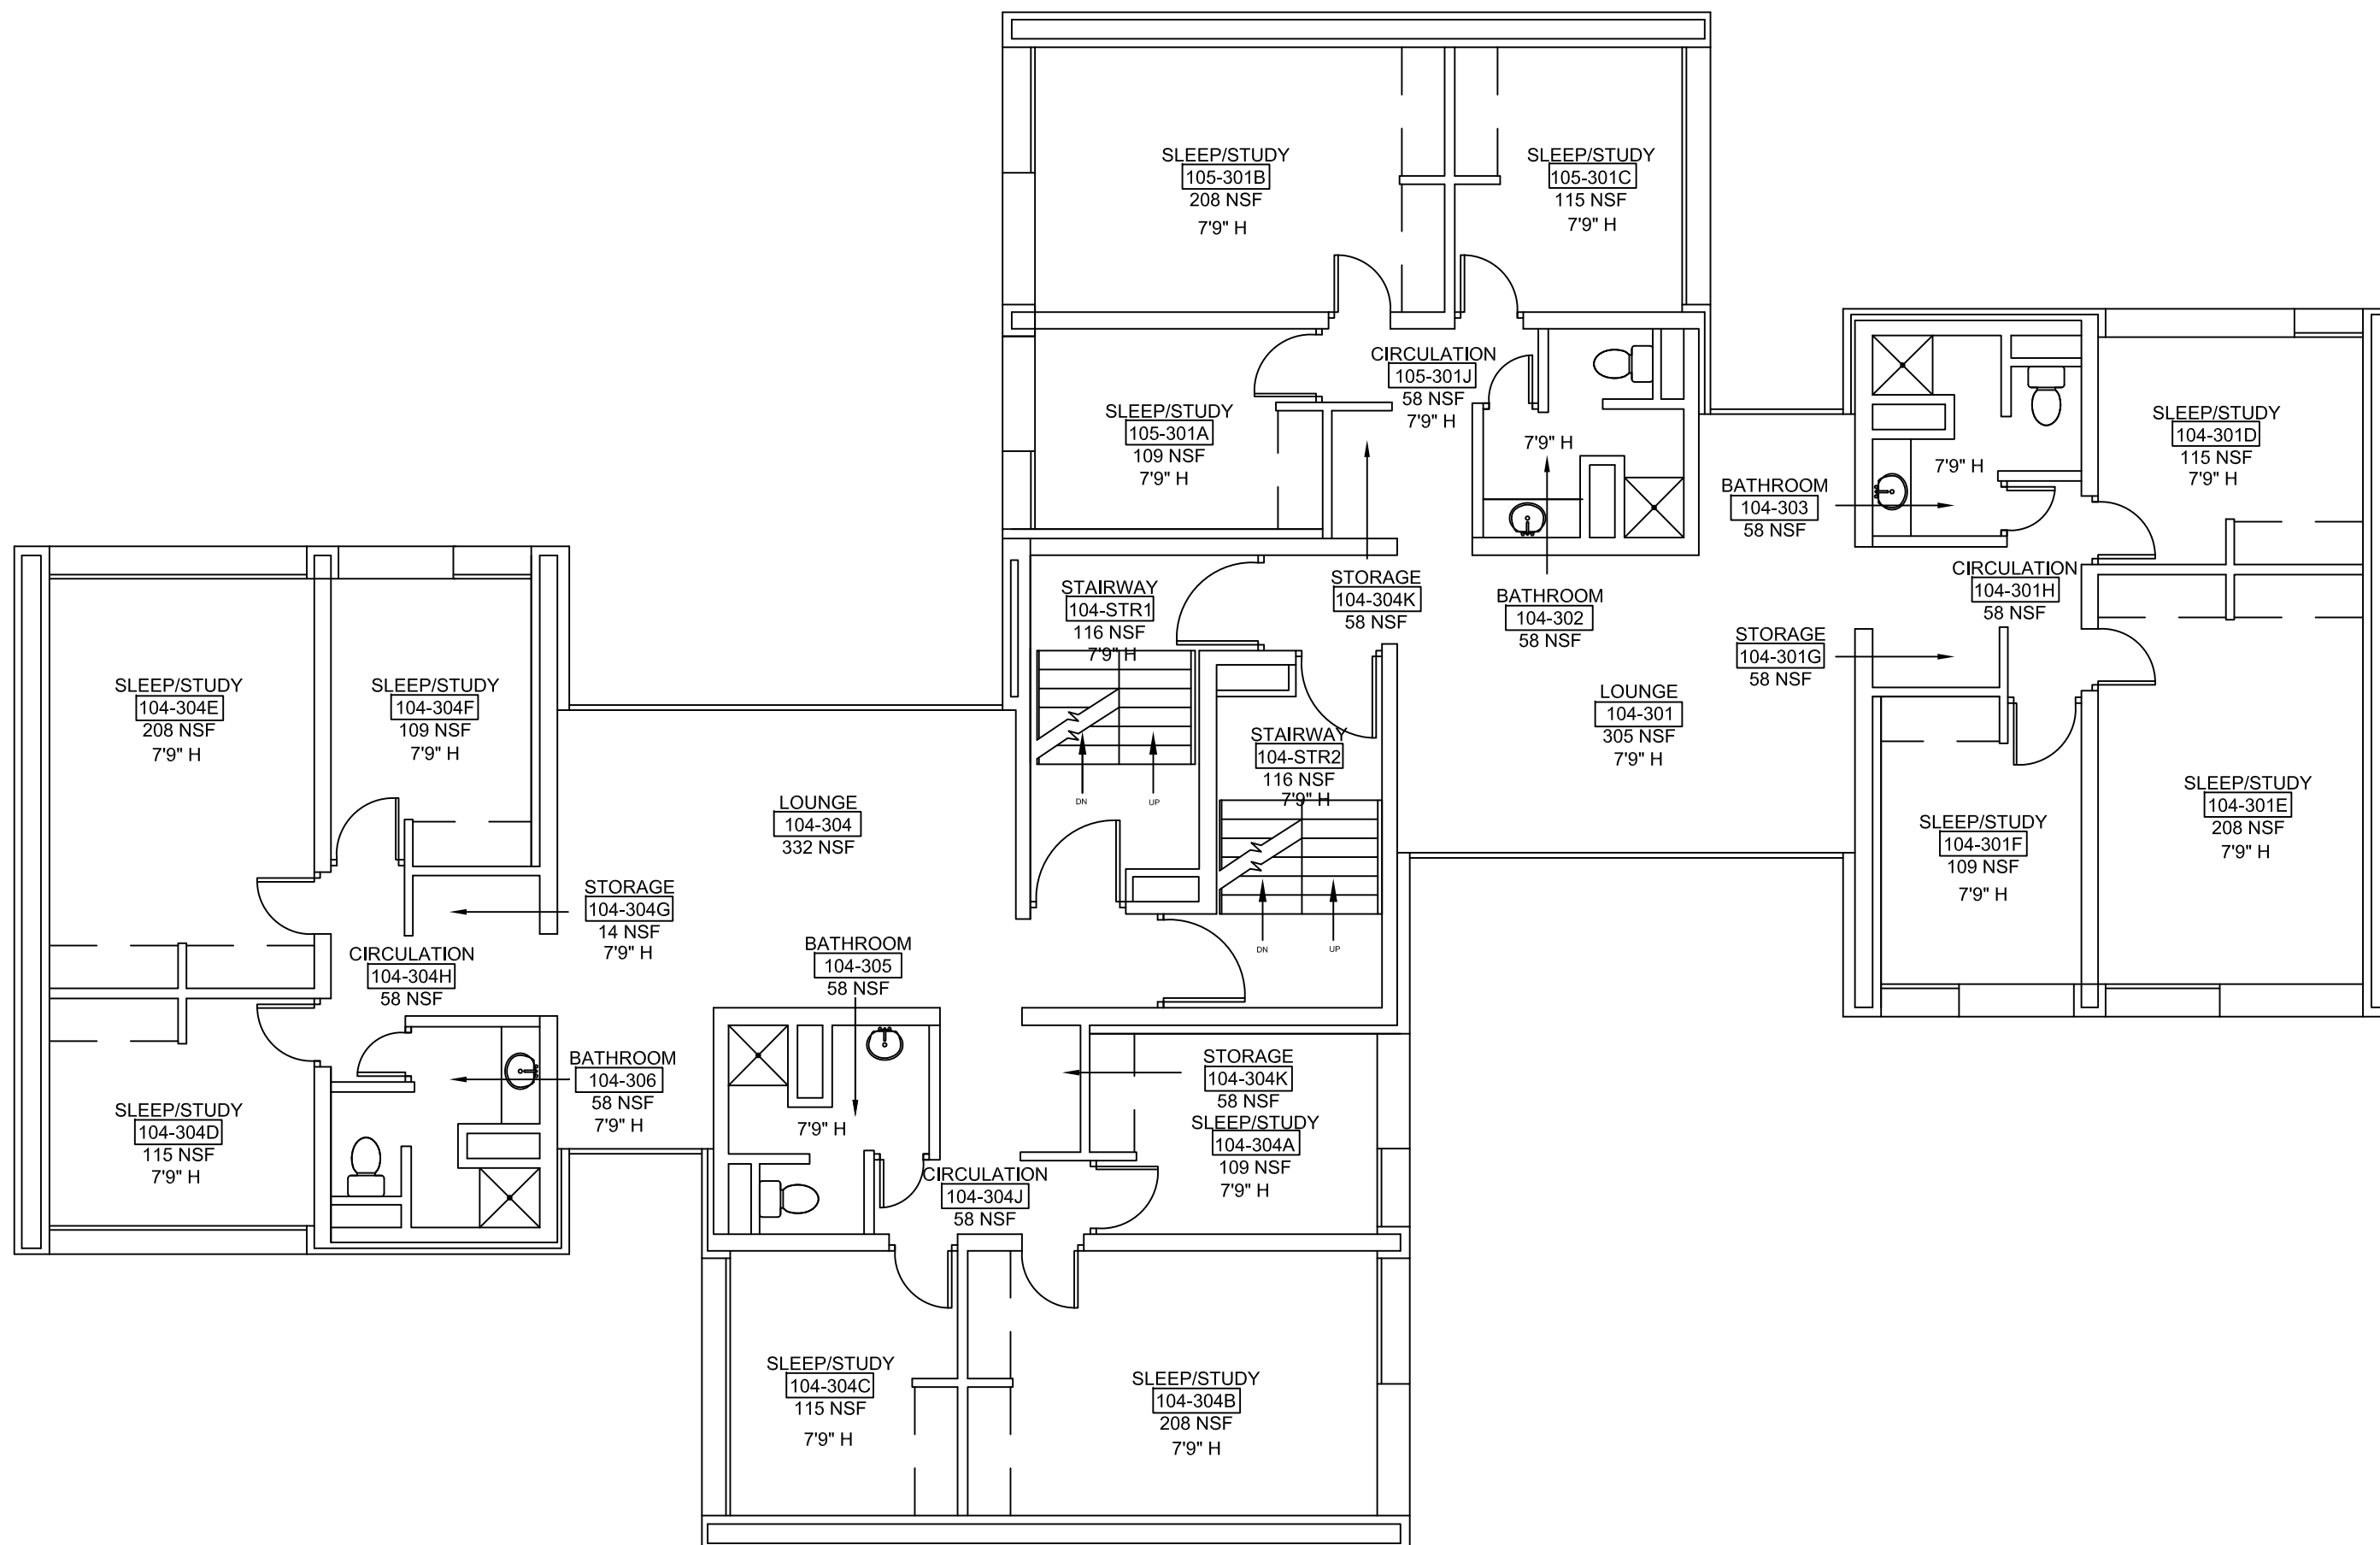 SLEEP/STUDY
105-301B
208 NSF
7'9" H
SLEEP/STUDY
105-301C
115 NSF
7'9" H
CIRCULATION
105-301J
58 NSF
7'9" H
SLEEP/STUDY
105-301A
109 NSF
7'9" H
7'9" H
SLEEP/STUDY
104-301D
115 NSF
7'9" H
7'9" H
BATHROOM
104-303
58 NSF
STAIRWAY
104-STR1
116 NSF
7'9" H
DN
UP
STORAGE
104-304K
58 NSF
BATHROOM
104-302
58 NSF
CIRCULATION
104-301H
58 NSF
STORAGE
104-301G
58 NSF
LOUNGE
104-301
305 NSF
7'9" H
STAIRWAY
104-STR2
116 NSF
7'9" H
DN
UP
SLEEP/STUDY
104-301E
208 NSF
7'9" H
SLEEP/STUDY
104-301F
109 NSF
7'9" H
SLEEP/STUDY
104-304E
208 NSF
7'9" H
SLEEP/STUDY
104-304F
109 NSF
7'9" H
LOUNGE
104-304
332 NSF
STORAGE
104-304G
14 NSF
7'9" H
CIRCULATION
104-304H
58 NSF
BATHROOM
104-305
58 NSF
7'9" H
BATHROOM
104-306
58 NSF
7'9" H
SLEEP/STUDY
104-304D
115 NSF
7'9" H
STORAGE
104-304K
58 NSF
SLEEP/STUDY
104-304A
109 NSF
7'9" H
CIRCULATION
104-304J
58 NSF
SLEEP/STUDY
104-304C
115 NSF
7'9" H
SLEEP/STUDY
104-304B
208 NSF
7'9" H